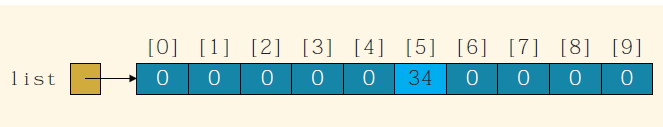 [0] [1] [2] [3] [4] [5] [6] [7] [8] [9]
list 0 0 0 0 0 34 0 0 0 0